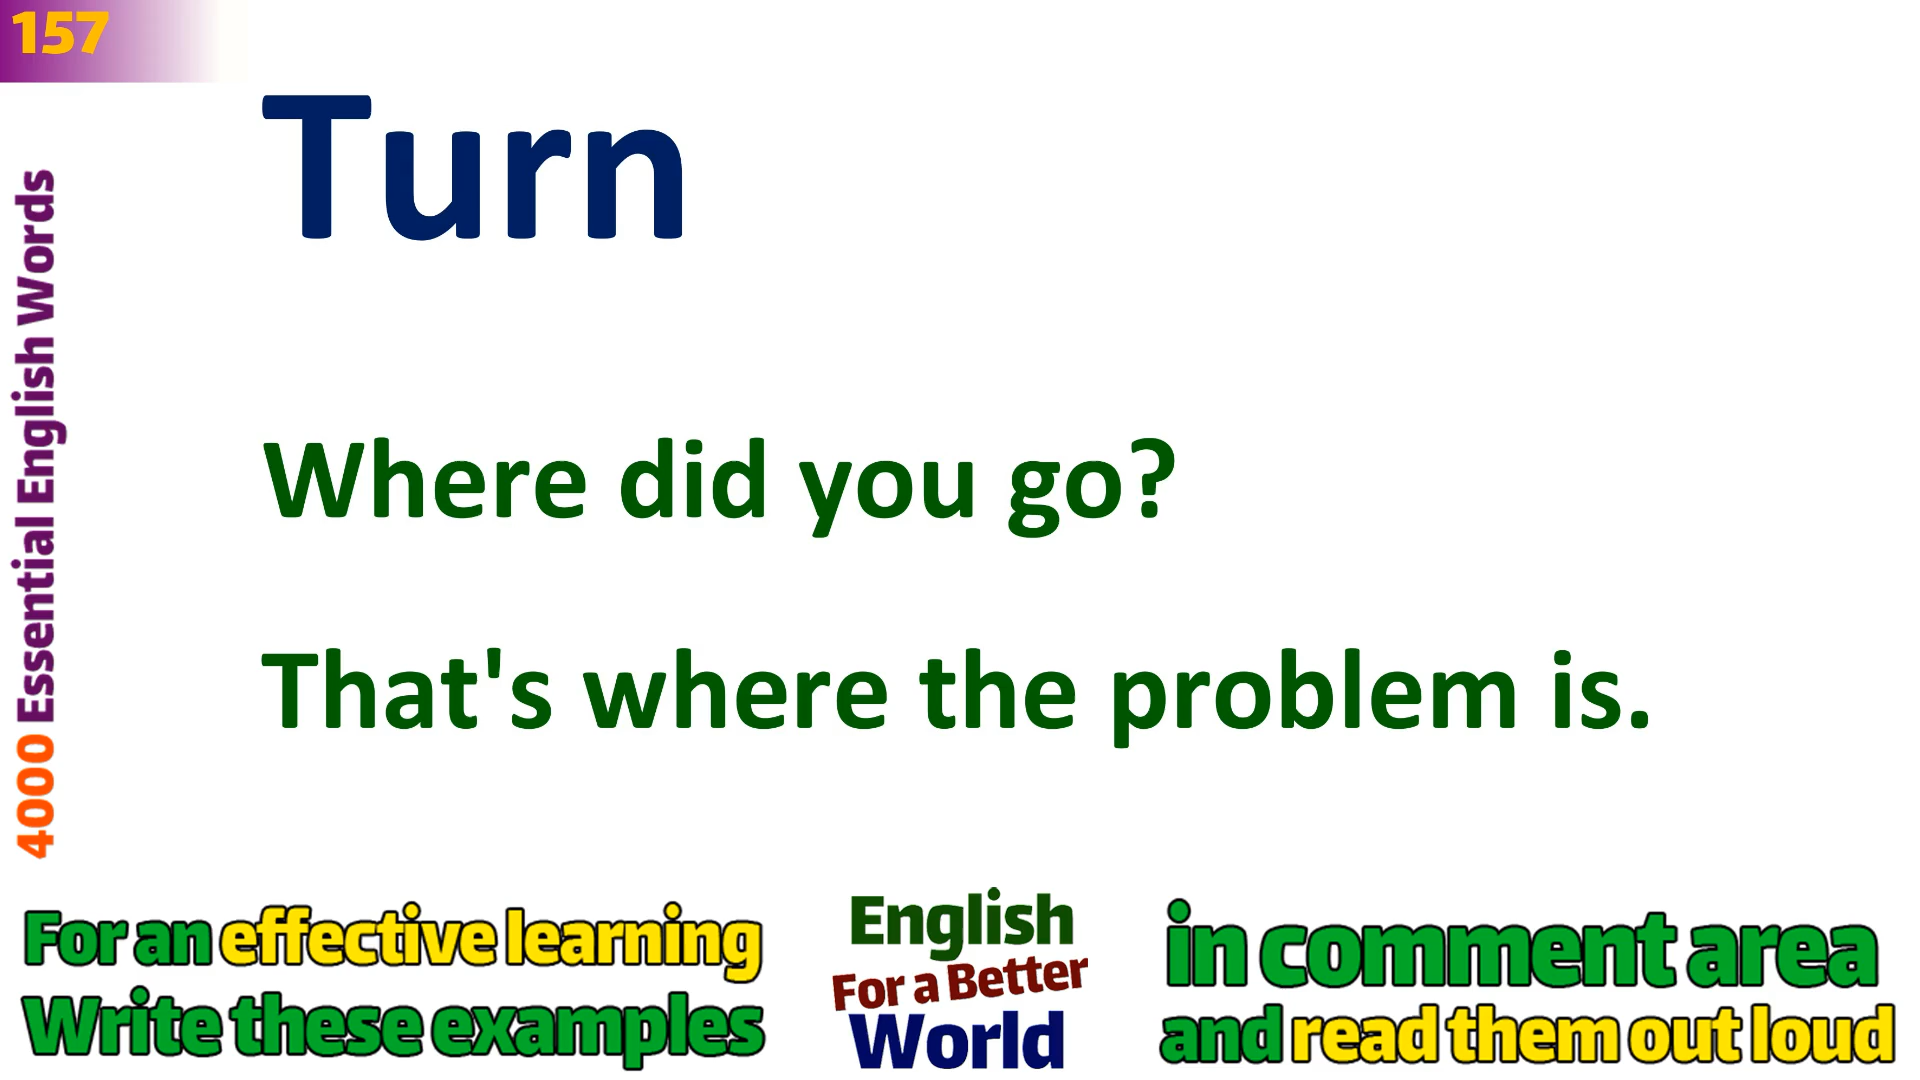 157
Turn
4000 Essential English Words
Where did you go?
That's where the problem is.
For an effective learning
Write these examples
English
For a Better
World
in comment area
and read them out loud